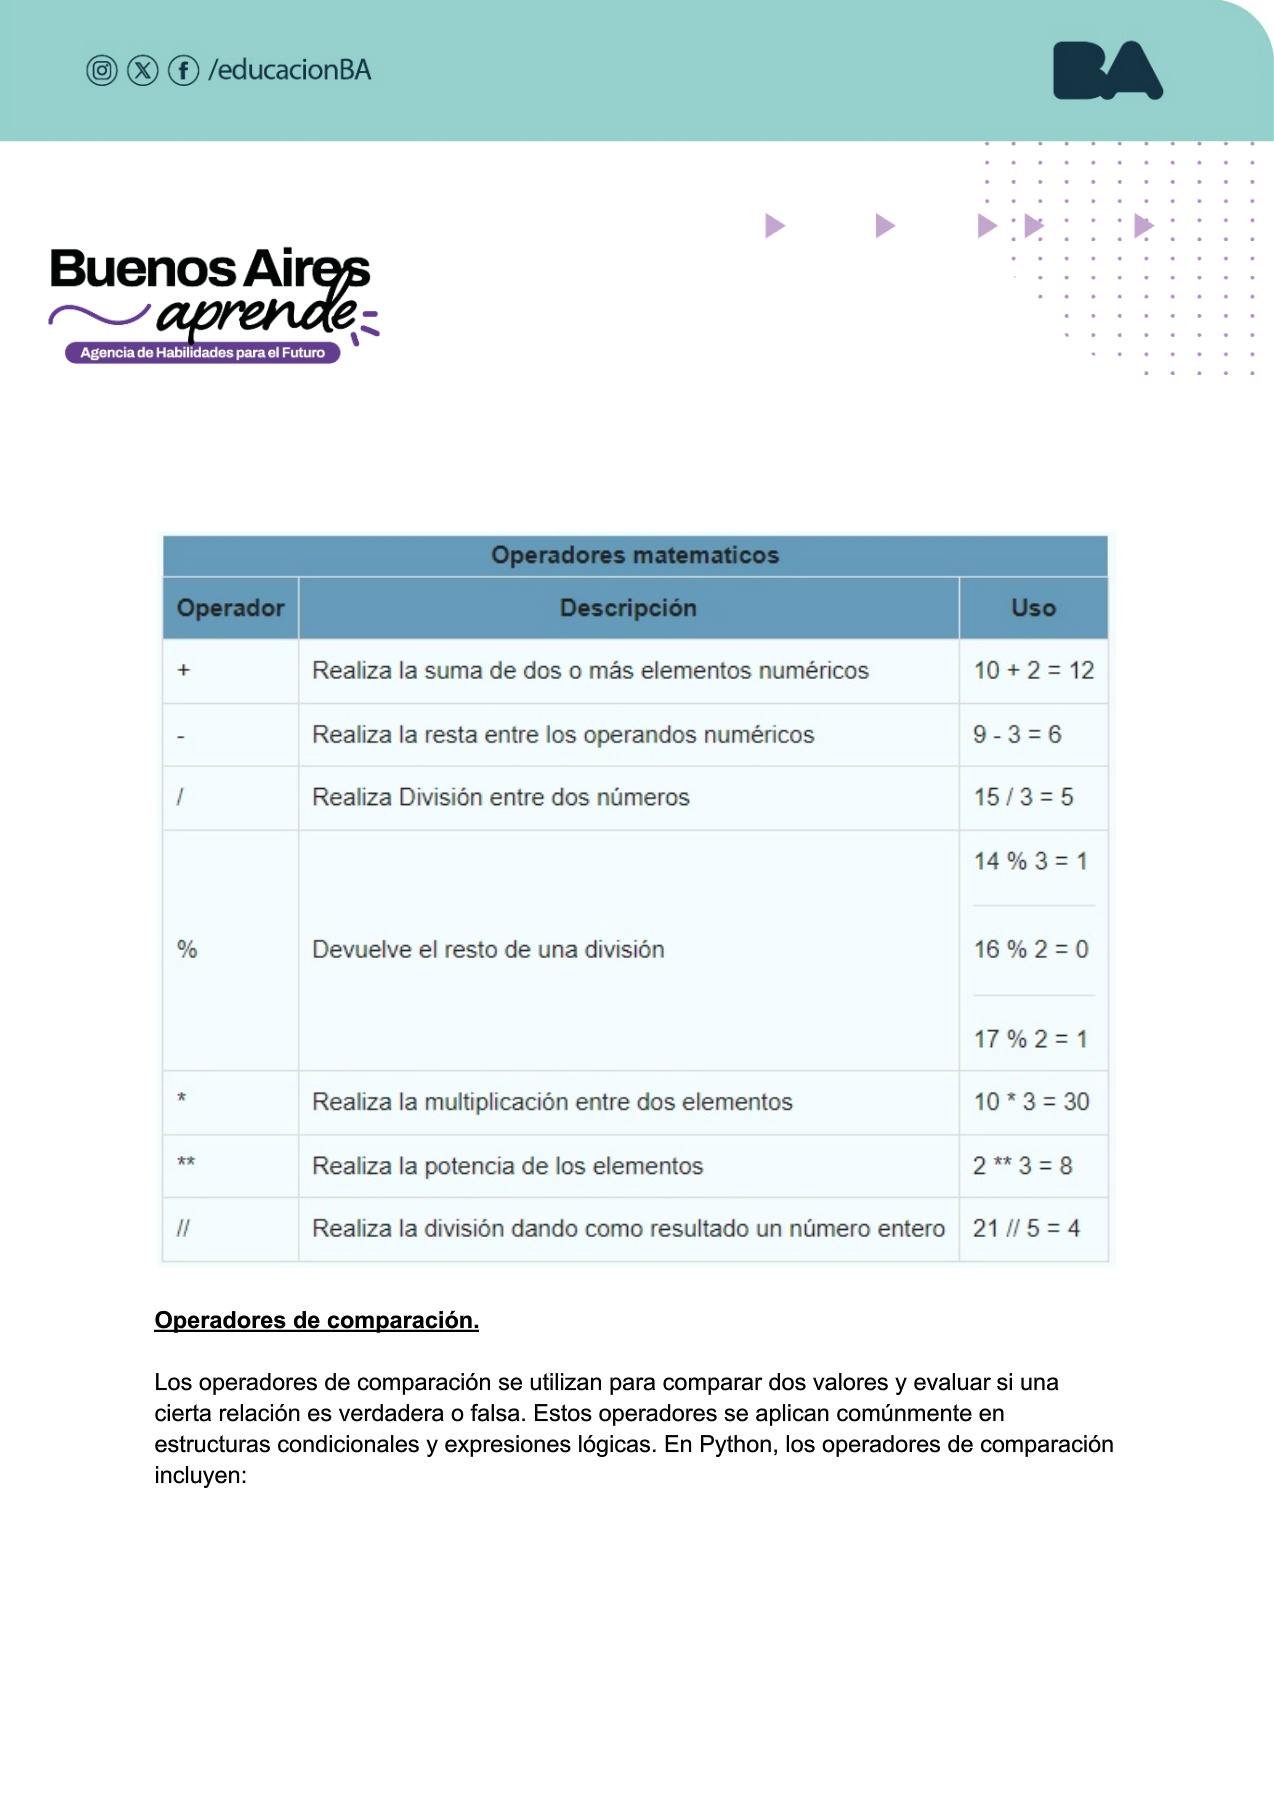 /educacionBA
BA
Buenos Aires
aprende
Agencia de Habilidades para el Futuro
Operadores matematicos
Operador Descripción Uso
+ Realiza la suma de dos o más elementos numéricos 10 + 2 = 12
- Realiza la resta entre los operandos numéricos 9 - 3 = 6
/ Realiza División entre dos números 15 / 3 = 5
14 % 3 = 1
% Devuelve el resto de una división 16 % 2 = 0
17 % 2 = 1
* Realiza la multiplicación entre dos elementos 10 * 3 = 30
** Realiza la potencia de los elementos 2 ** 3 = 8
// Realiza la división dando como resultado un número entero 21 // 5 = 4
Operadores de comparación.
Los operadores de comparación se utilizan para comparar dos valores y evaluar si una
cierta relación es verdadera o falsa. Estos operadores se aplican comúnmente en
estructuras condicionales y expresiones lógicas. En Python, los operadores de comparación
incluyen: